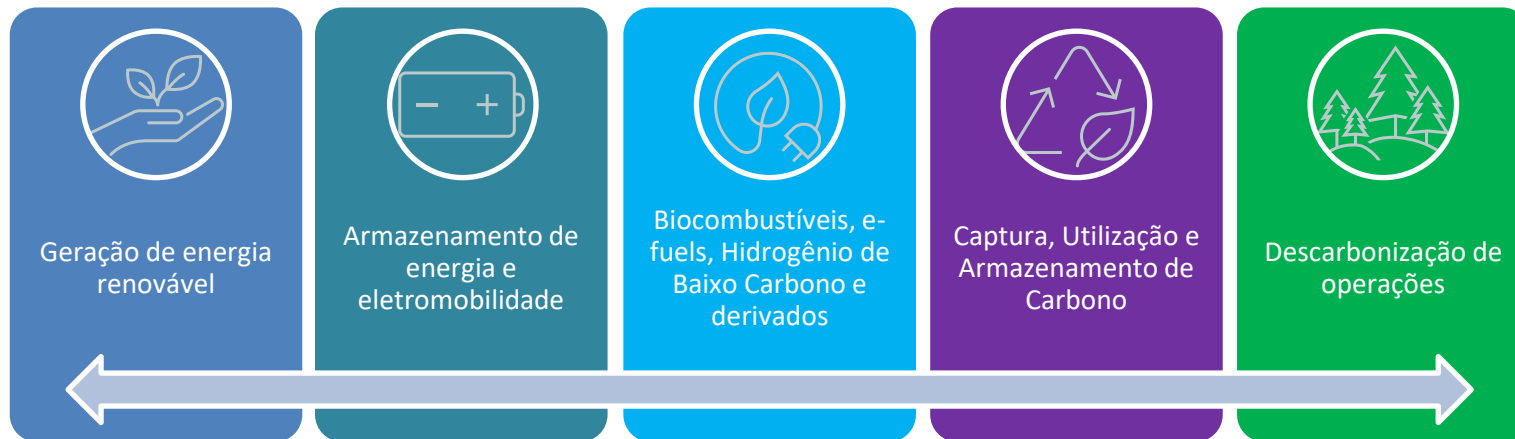 Geração de energia
renovável
Armazenamento de
energia e
eletromobilidade
Biocombustíveis, e-
fuels, Hidrogênio de
Baixo Carbono e
derivados
Captura, Utilização e
Armazenamento de
Carbono
Descarbonização de
operações